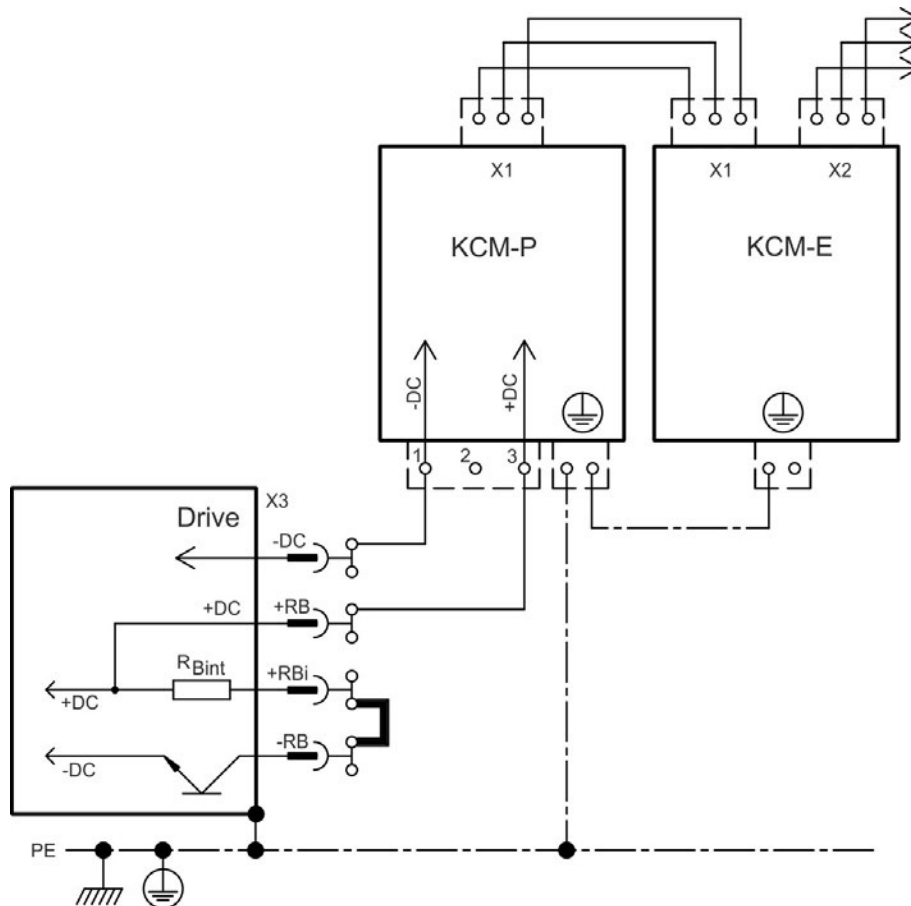 X1
X1
X2
KCM-P
KCM-E
-DC
+DC
1
2
3
X3
Drive
-DC
+DC
+RB
RBint
+RBi
+DC
-RB
-DC
PE